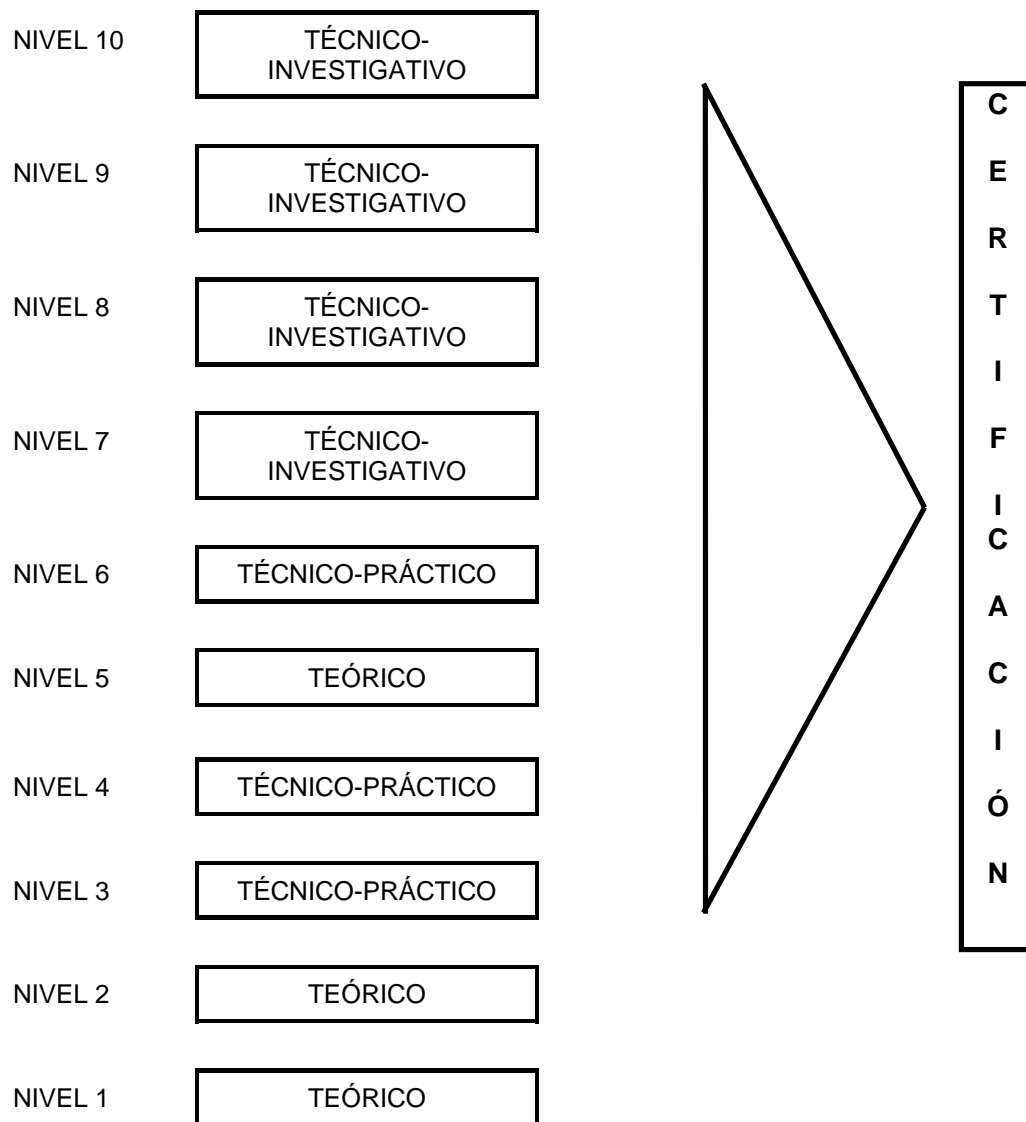 NIVEL 10
TÉCNICO-
INVESTIGATIVO
NIVEL 9
TÉCNICO-
INVESTIGATIVO
NIVEL 8
TÉCNICO-
INVESTIGATIVO
NIVEL 7
TÉCNICO-
INVESTIGATIVO
NIVEL 6
TÉCNICO-PRÁCTICO
NIVEL 5
TEÓRICO
NIVEL 4
TÉCNICO-PRÁCTICO
NIVEL 3
TÉCNICO-PRÁCTICO
NIVEL 2
TEÓRICO
NIVEL 1
TEÓRICO
C
E
R
T
I
F
I
C
A
C
I
Ó
N